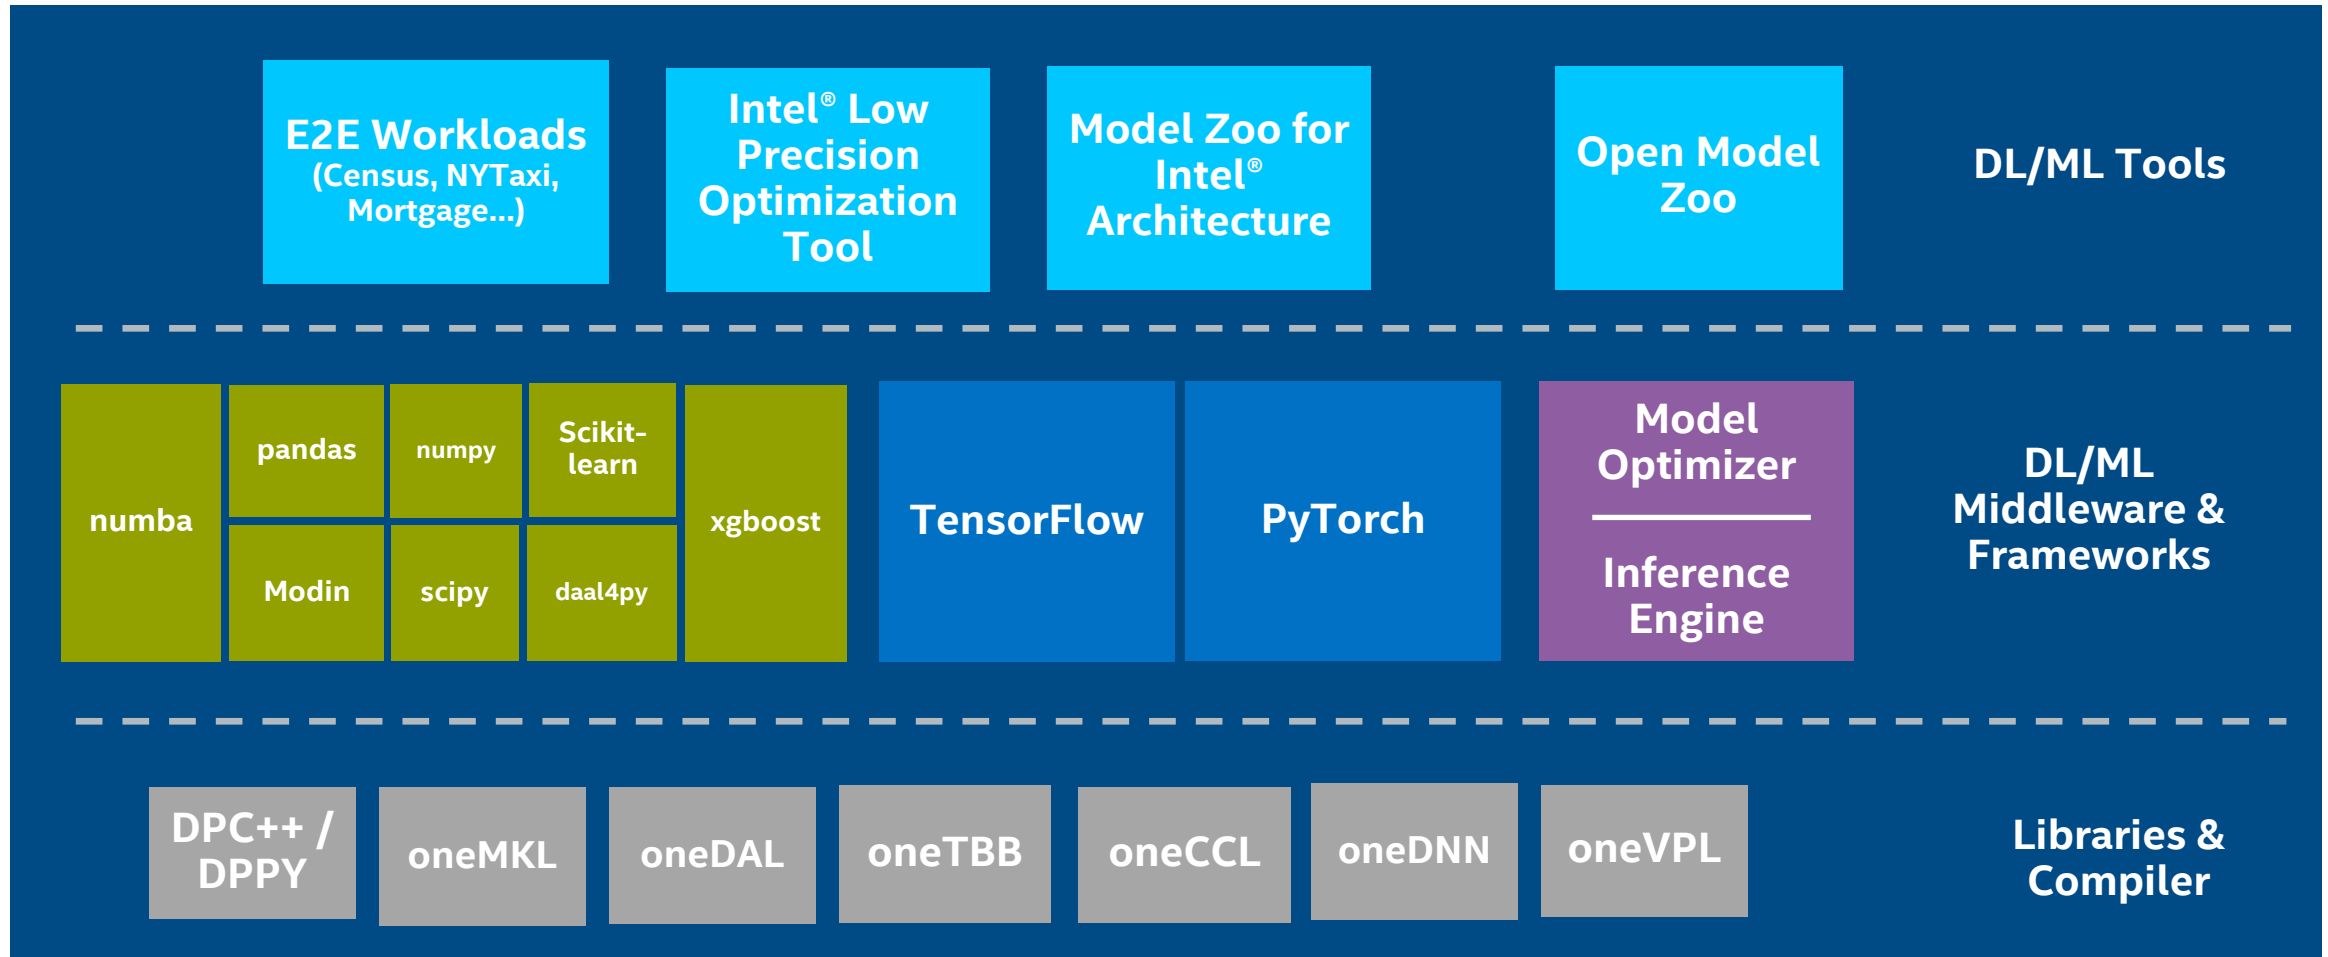 E2E Workloads
(Census, NYTaxi,
Mortgage...)
Intel® Low
Precision
Optimization
Tool
Model Zoo for
Intel®
Architecture
Open Model
Zoo
DL/ML Tools
numba
pandas
numpy
Scikit-
learn
Modin
scipy
daal4py
xgboost
TensorFlow
PyTorch
Model
Optimizer
Inference
Engine
DL/ML
Middleware &
Frameworks
DPC++ /
DPPY
oneMKL
oneDAL
oneTBB
oneCCL
oneDNN
oneVPL
Libraries &
Compiler